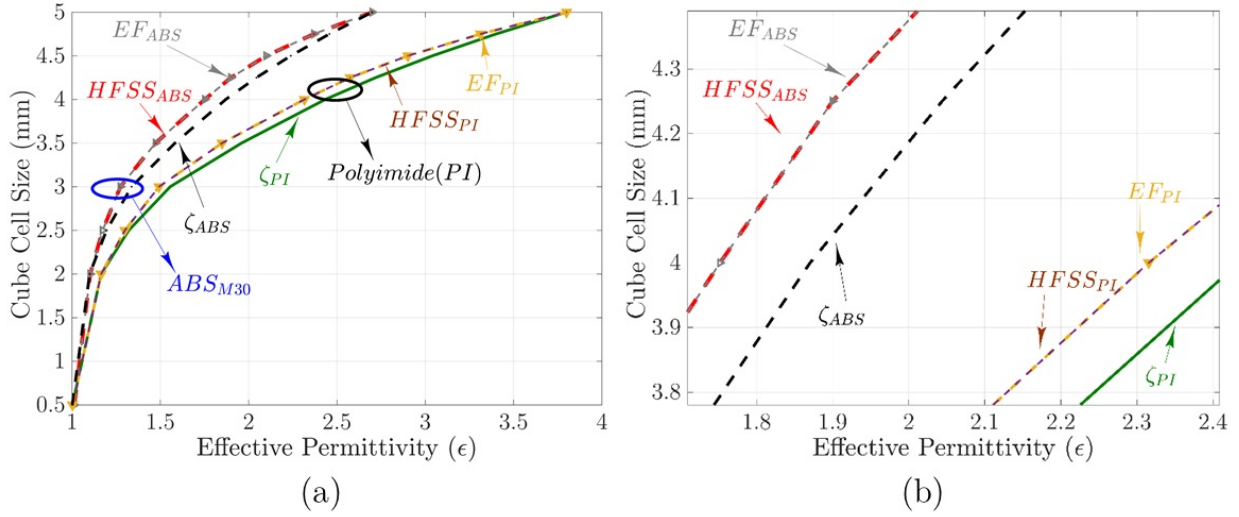 5
4.5
4
3.5
3
2.5
2
1.5
1
0.5
Cube Cell Size (mm)
EF_ABS
HFSS_ABS
EF_PI
HFSS_PI
ζ_PI
Polyimide(PI)
ζ_ABS
ABS_M30
1 1.5 2 2.5 3 3.5 4
Effective Permittivity (ϵ)
(a)
4.3
4.2
4.1
4
3.9
3.8
Cube Cell Size (mm)
EF_ABS
HFSS_ABS
EF_PI
HFSS_PI
ζ_ABS
ζ_PI
1.8 1.9 2 2.1 2.2 2.3 2.4
Effective Permittivity (ϵ)
(b)